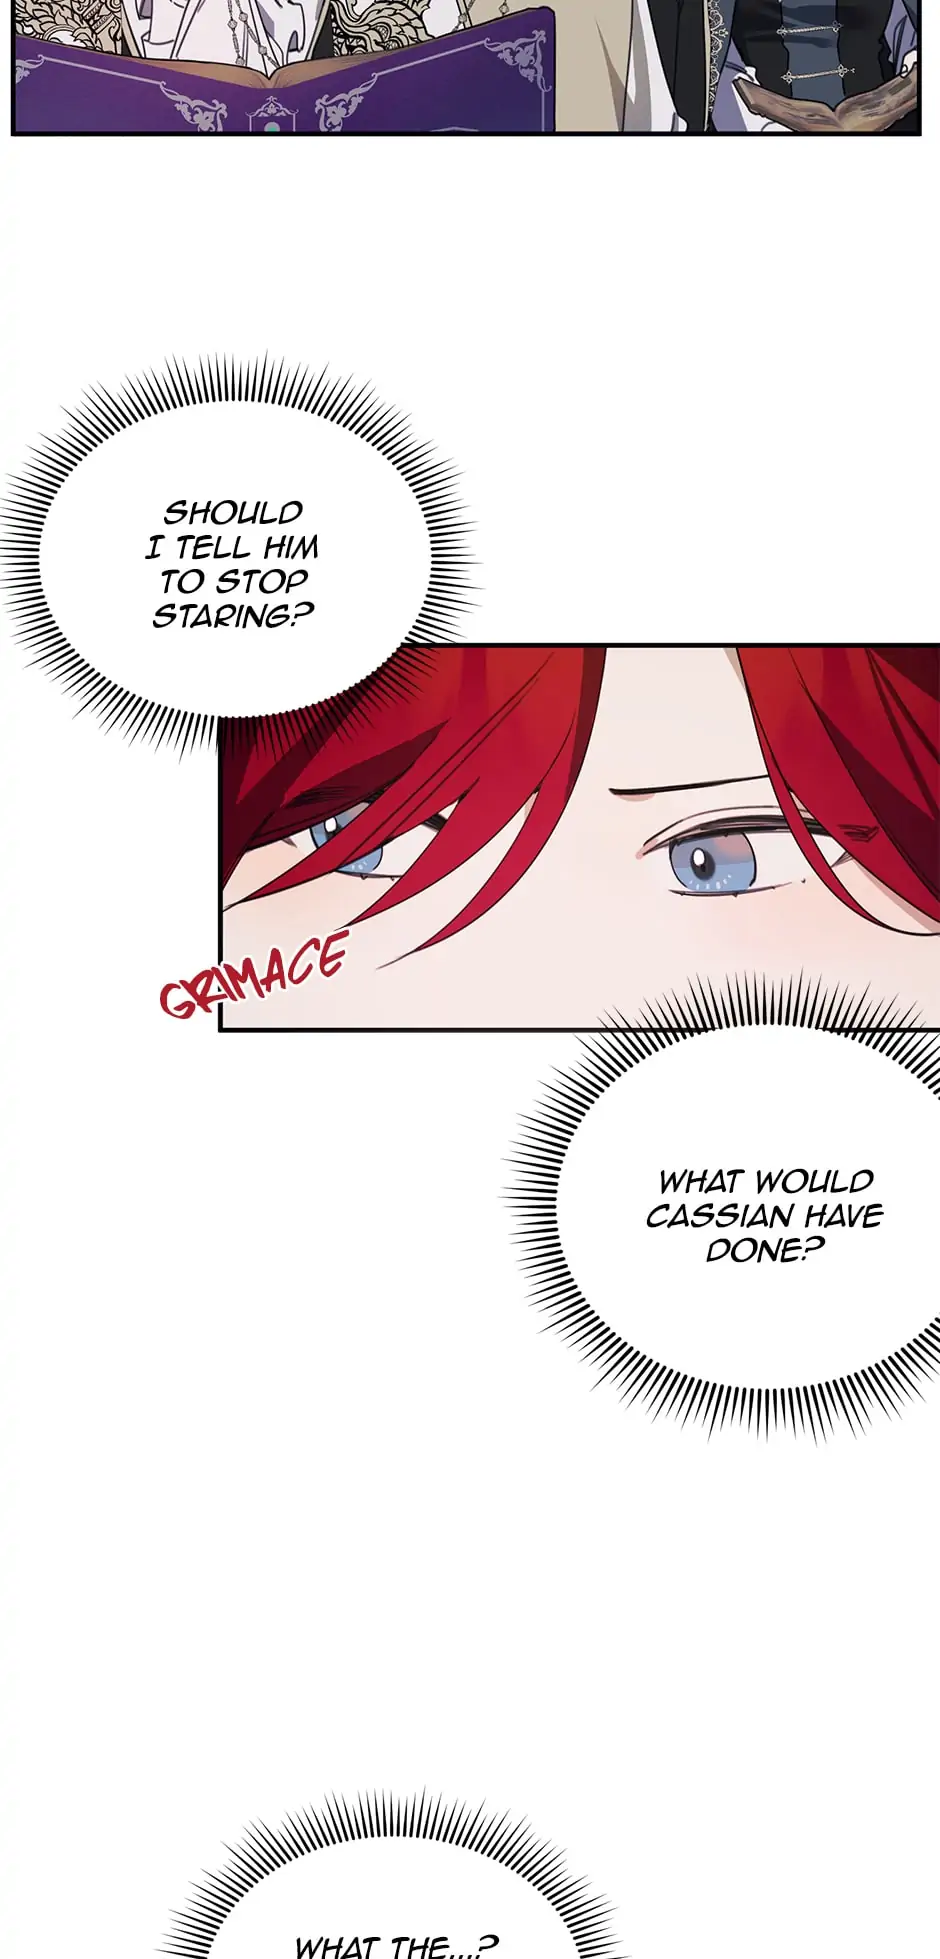 SHOULD
I TELL HIM
TO STOP
STARING?
GRIMACE
WHAT WOULD
CASSIAN HAVE
DONE?
WHAT THE...?